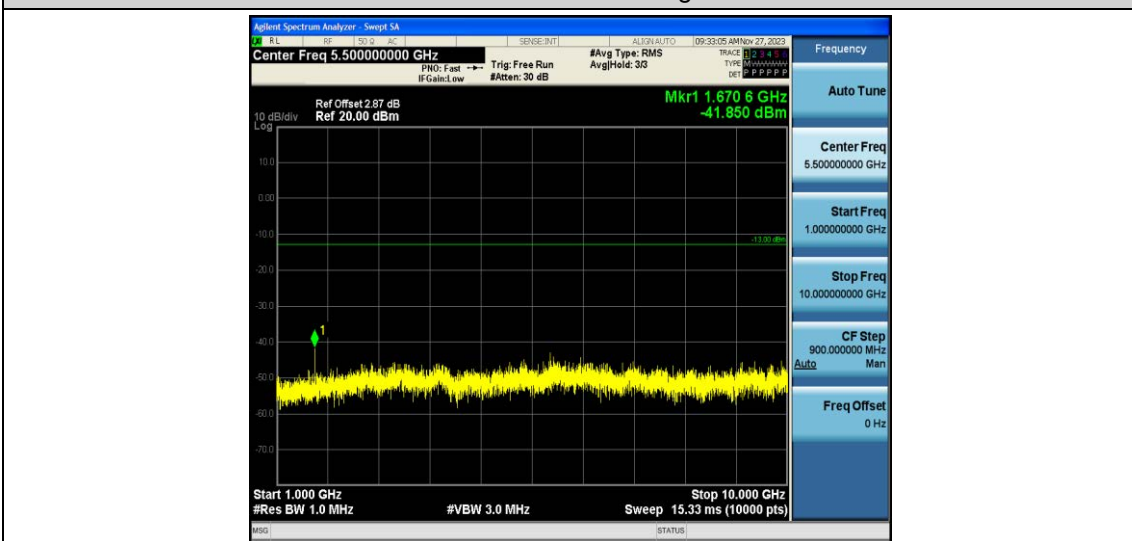 Agilent Spectrum Analyzer - Swept SA
RL RF 50 Ω AC SENSE:INT ALIGN AUTO 09:33:05 AM Nov 27, 2023
Center Freq 5.500000000 GHz
PNO: Fast
IFGain:Low
Trig: Free Run
#Atten: 30 dB
#Avg Type: RMS
Avg|Hold: 3/3
TRACE 1 2 3 4 5 6
TYPE M
DET P P P P P P
Mkr1 1.670 6 GHz
-41.850 dBm
Ref Offset 2.87 dB
10 dB/div Ref 20.00 dBm
Log
10.0
0.00
-10.0
-13.00 dBm
-20.0
-30.0
-40.0
1
-50.0
-60.0
-70.0
Start 1.000 GHz Stop 10.000 GHz
#Res BW 1.0 MHz #VBW 3.0 MHz Sweep 15.33 ms (10000 pts)
MSG STATUS
Frequency
Auto Tune
Center Freq
5.500000000 GHz
Start Freq
1.000000000 GHz
Stop Freq
10.000000000 GHz
CF Step
900.000000 MHz
Auto Man
Freq Offset
0 Hz